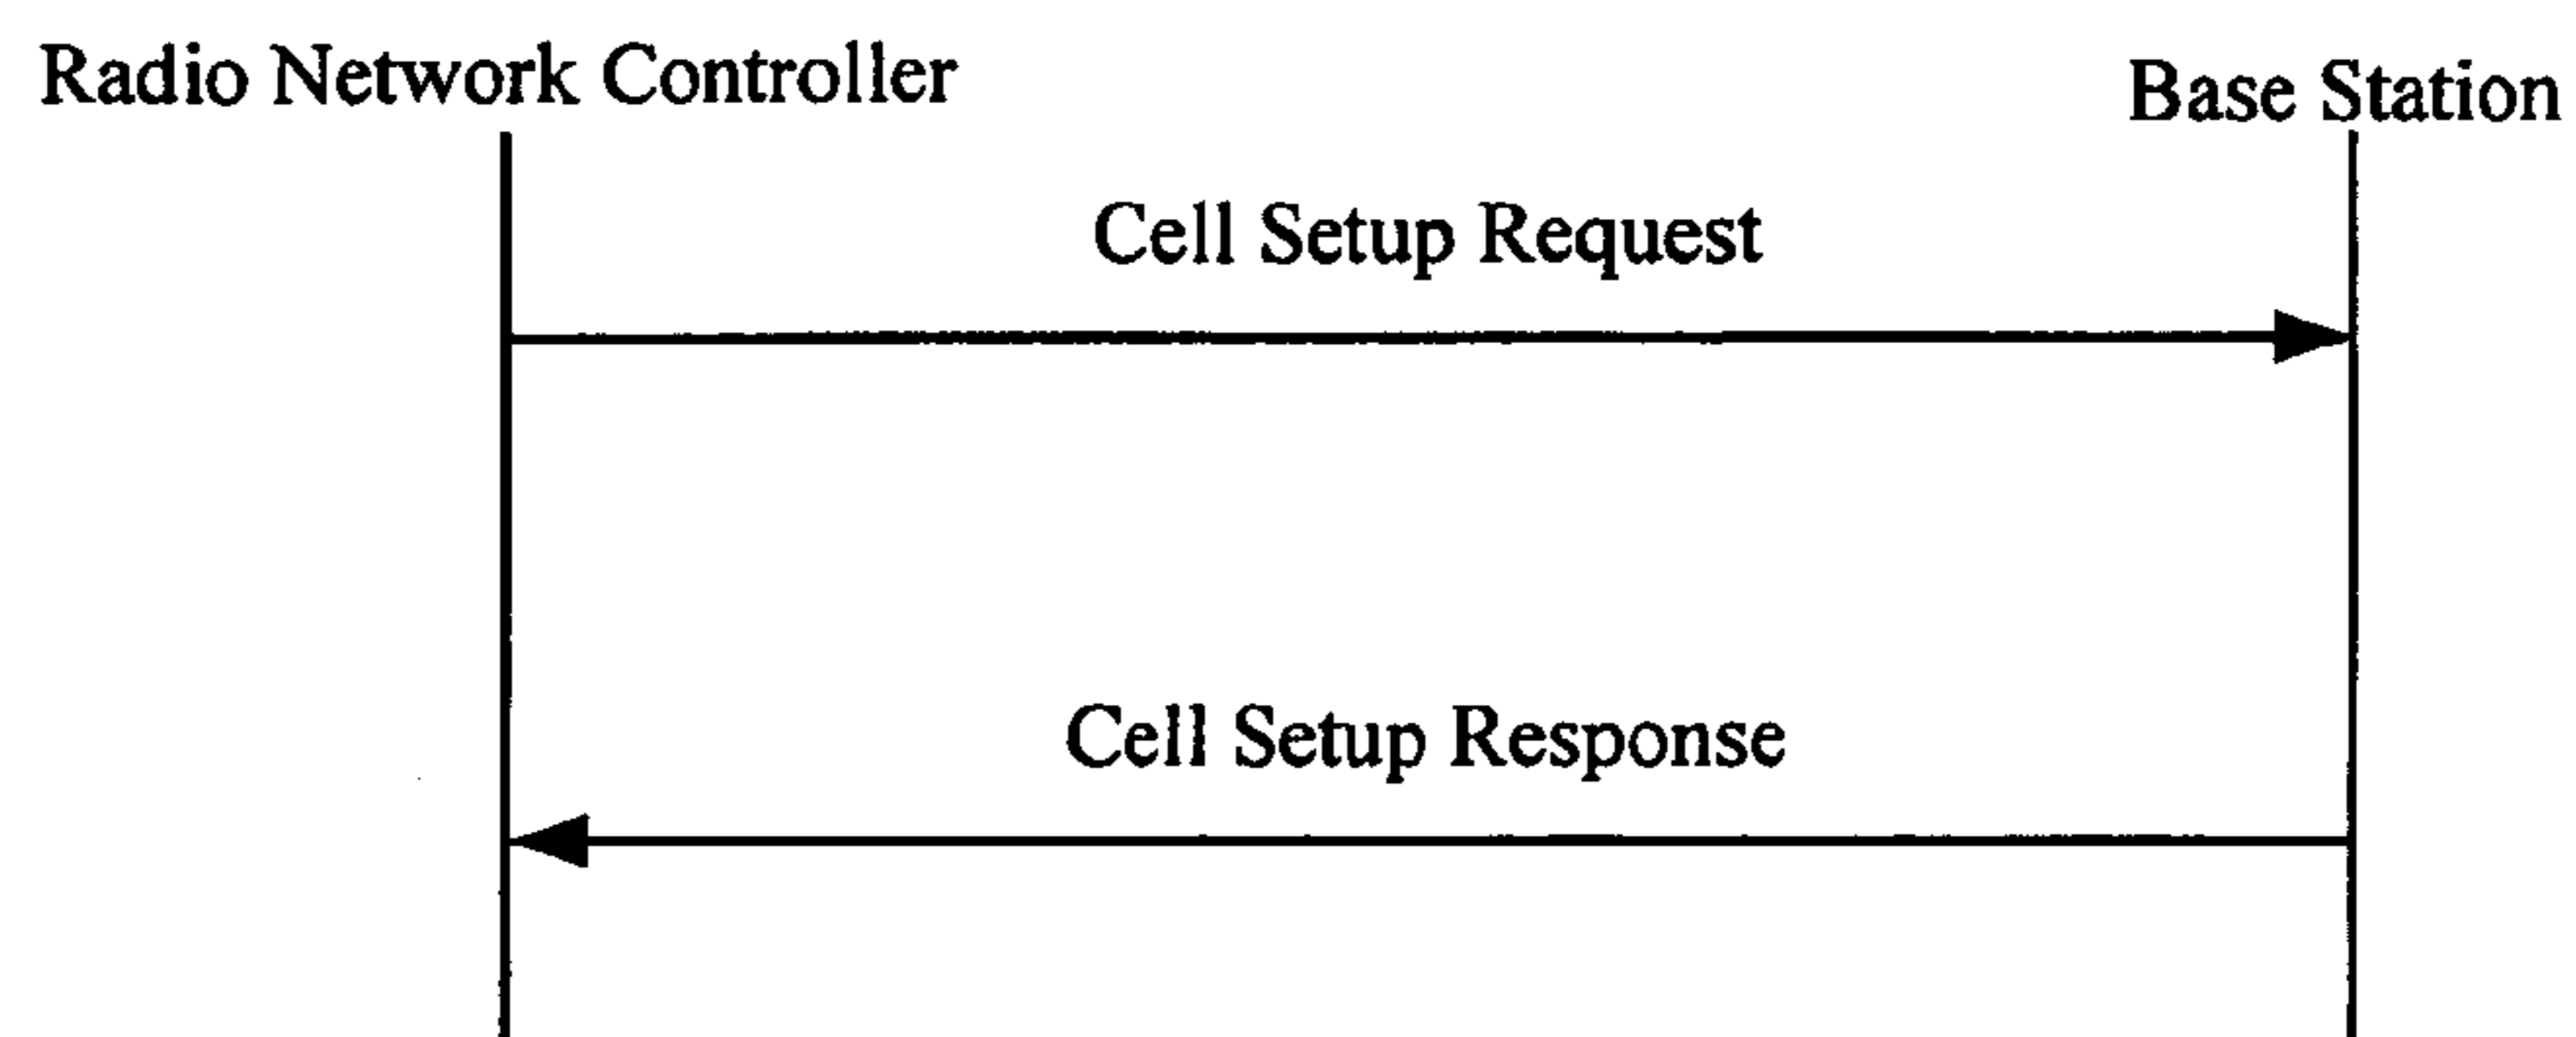 Radio Network Controller
Base Station
Cell Setup Request
Cell Setup Response